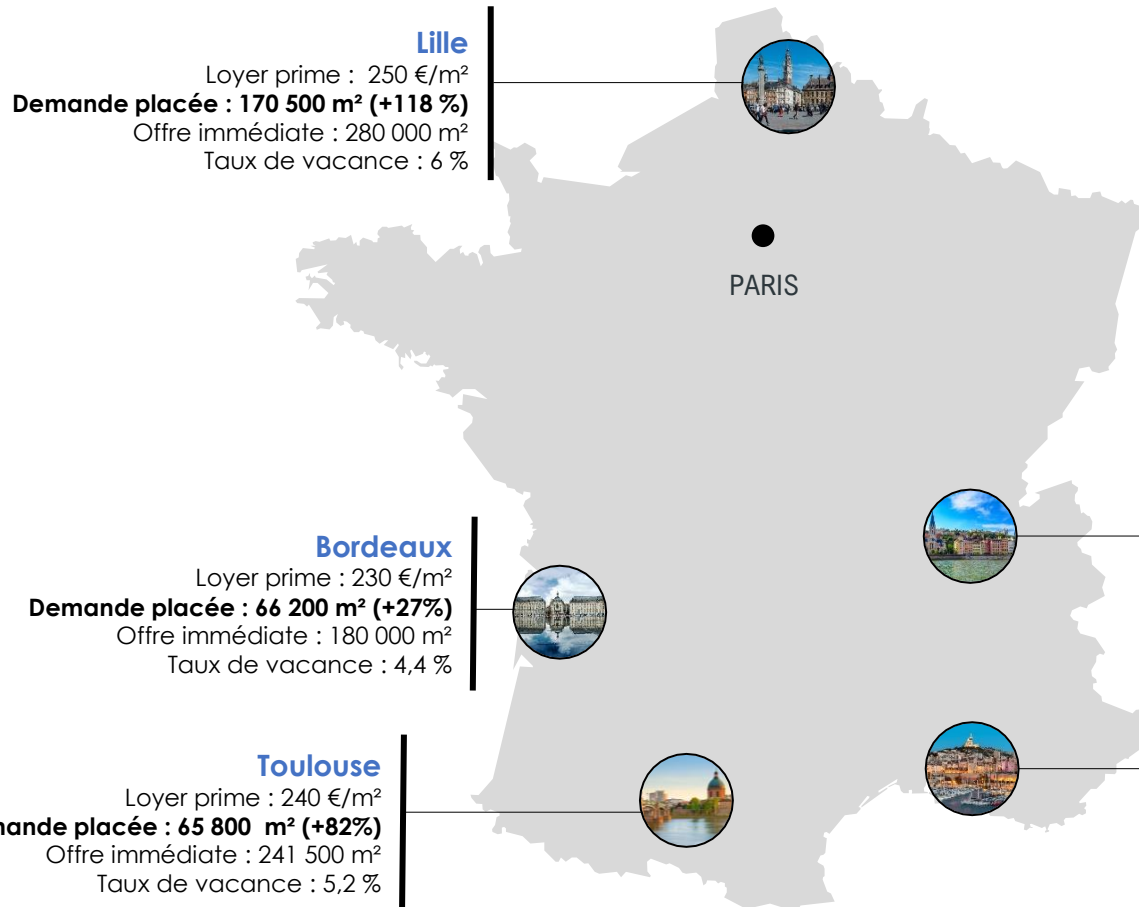 Lille
Loyer prime : 250 €/m²
Demande placée : 170 500 m² (+118 %)
Offre immédiate : 280 000 m²
Taux de vacance : 6 %
PARIS
Bordeaux
Loyer prime : 230 €/m²
Demande placée : 66 200 m² (+27%)
Offre immédiate : 180 000 m²
Taux de vacance : 4,4 %
Toulouse
Loyer prime : 240 €/m²
mande placée : 65 800 m² (+82%)
Offre immédiate : 241 500 m²
Taux de vacance : 5,2 %